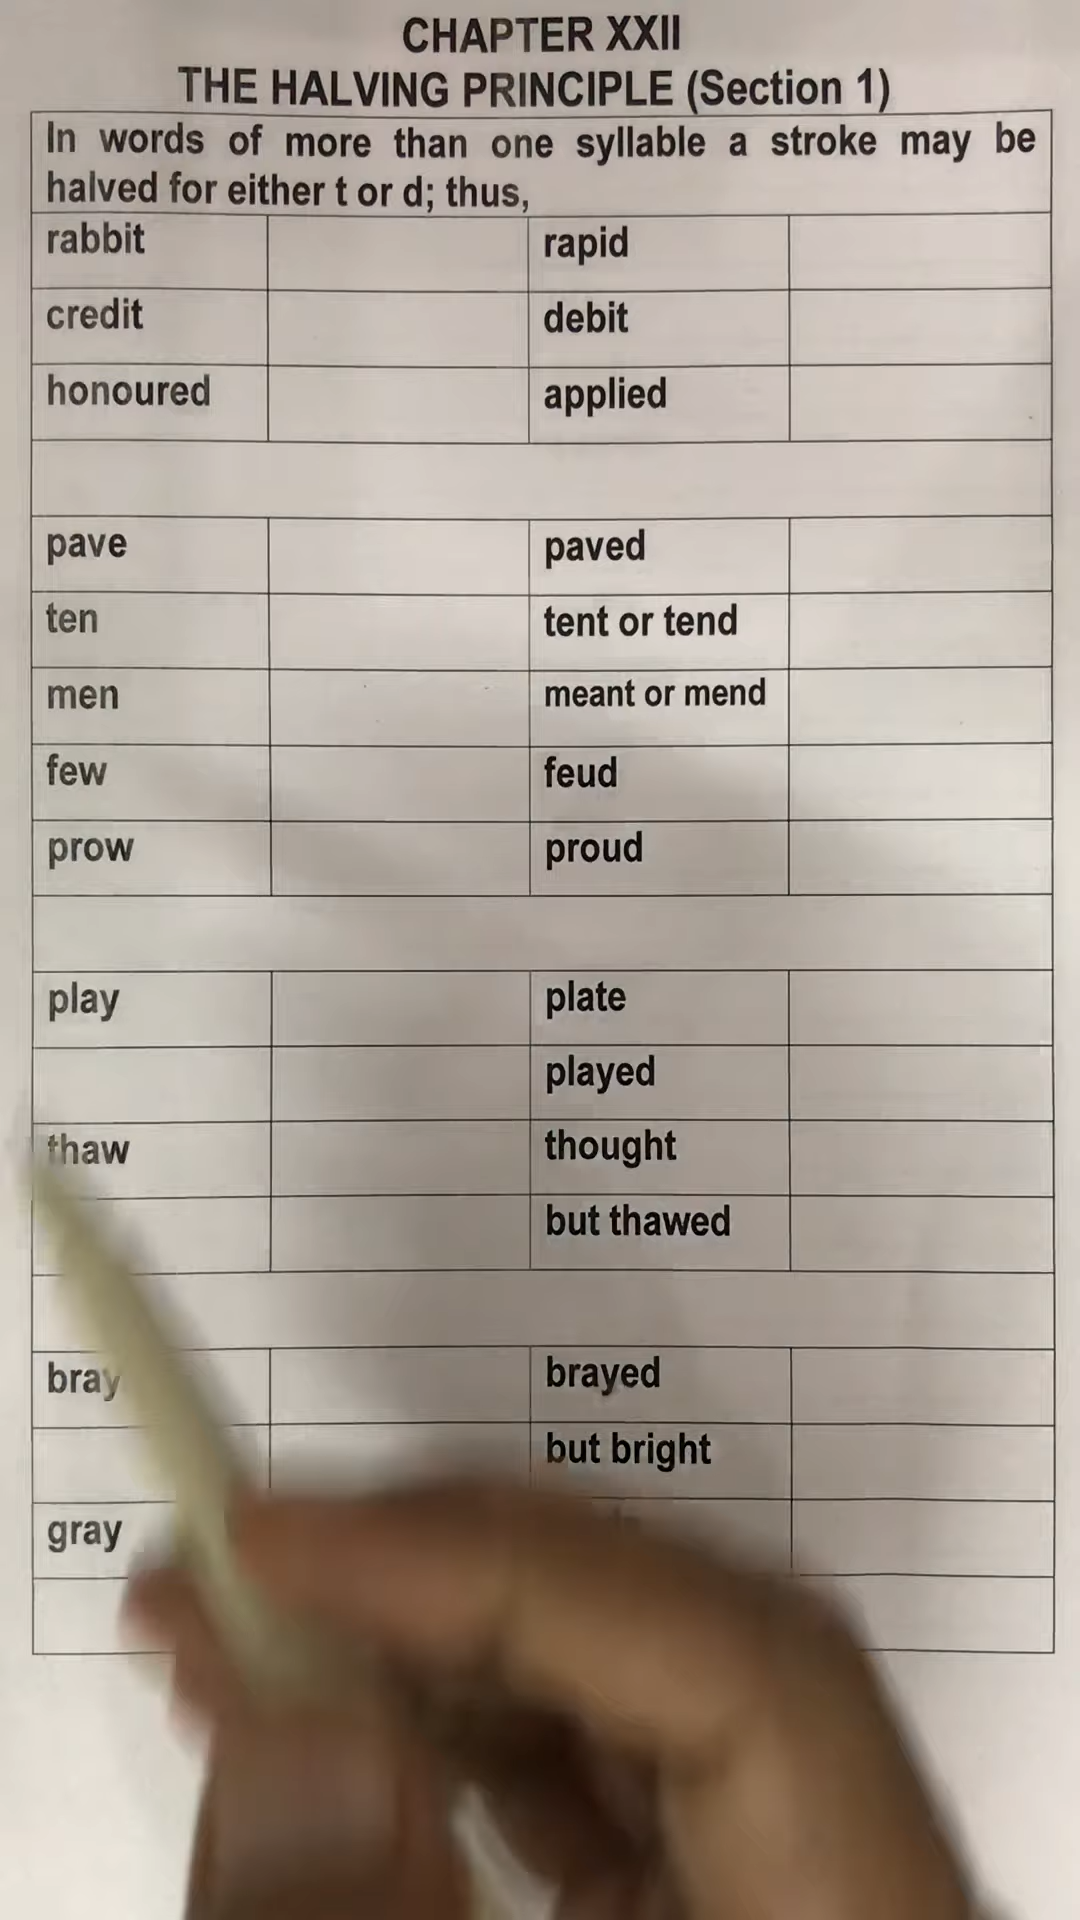 CHAPTER XXII
THE HALVING PRINCIPLE (Section 1)
In words of more than one syllable a stroke may be
halved for either t or d; thus,
rabbit rapid
credit debit
honoured applied
pave paved
ten tent or tend
men meant or mend
few feud
prow proud
play plate
played
thaw thought
but thawed
bray brayed
but bright
gray